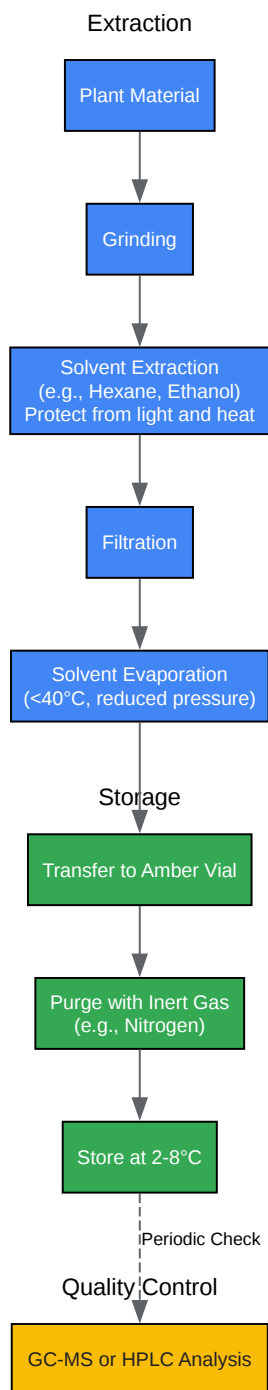 Extraction
Plant Material
Grinding
Solvent Extraction
(e.g., Hexane, Ethanol)
Protect from light and heat
Filtration
Solvent Evaporation
(<40°C, reduced pressure)
Storage
Transfer to Amber Vial
Purge with Inert Gas
(e.g., Nitrogen)
Store at 2-8°C
Periodic Check
Quality Control
GC-MS or HPLC Analysis